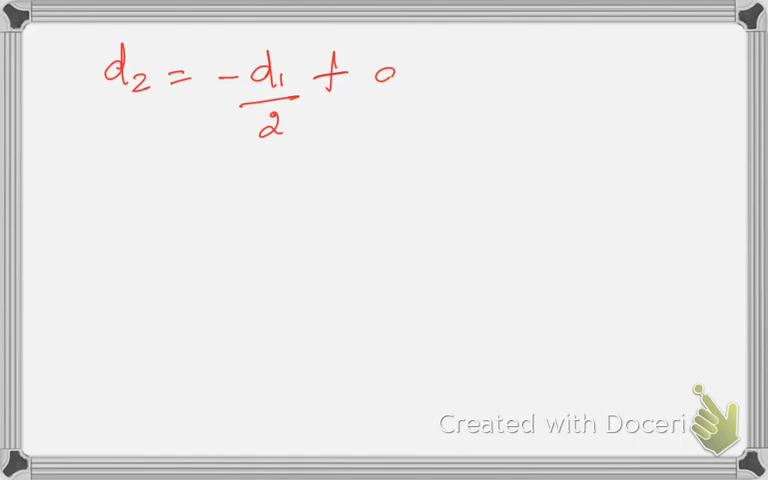 d₂ = - d₁/2 + 0
Created with Doceri